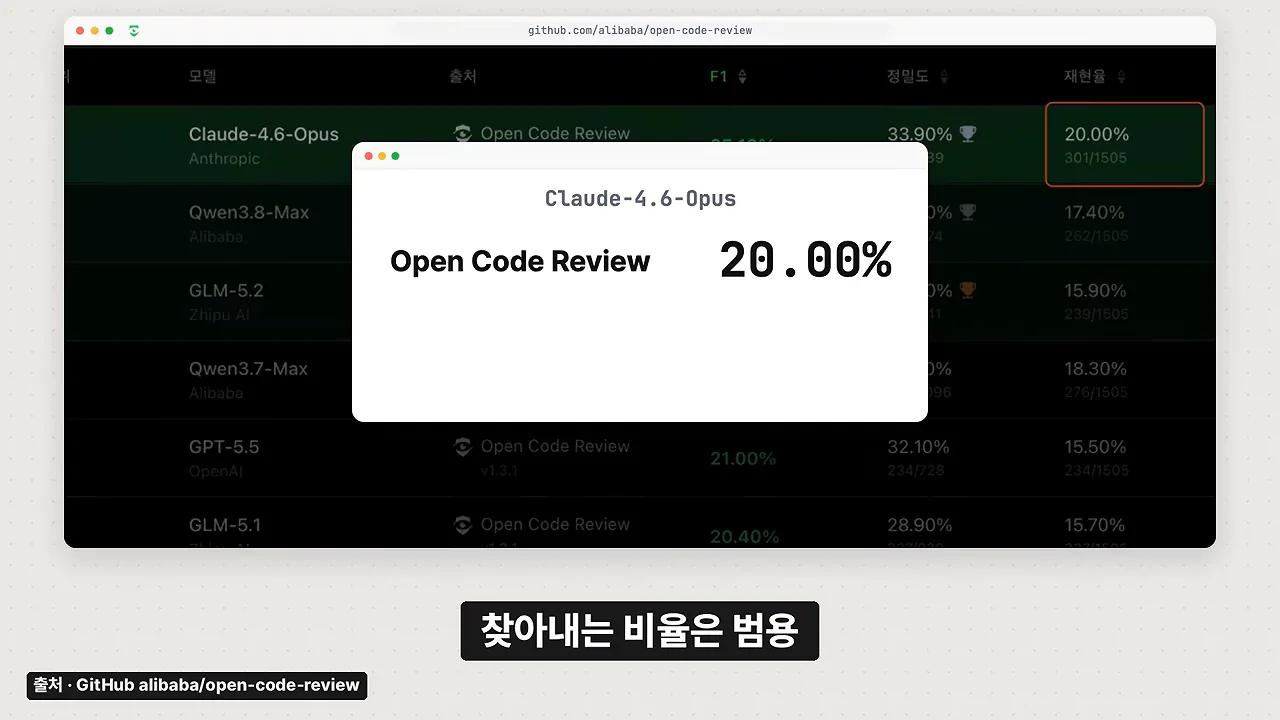 github.com/alibaba/open-code-review
모델 출처 F1 정밀도 재현율
Claude-4.6-Opus Open Code Review 33.90% 20.00%
Anthropic 301/1505
Claude-4.6-Opus
Open Code Review 20.00%
Qwen3.8-Max 17.40%
Alibaba 262/1505
GLM-5.2 15.90%
Zhipu AI 239/1505
Qwen3.7-Max 18.30%
Alibaba 276/1505
GPT-5.5 Open Code Review 21.00% 32.10% 15.50%
OpenAI v1.3.1 234/728 234/1505
GLM-5.1 Open Code Review 20.40% 28.90% 15.70%
찾아내는 비율은 범용
출처 · GitHub alibaba/open-code-review